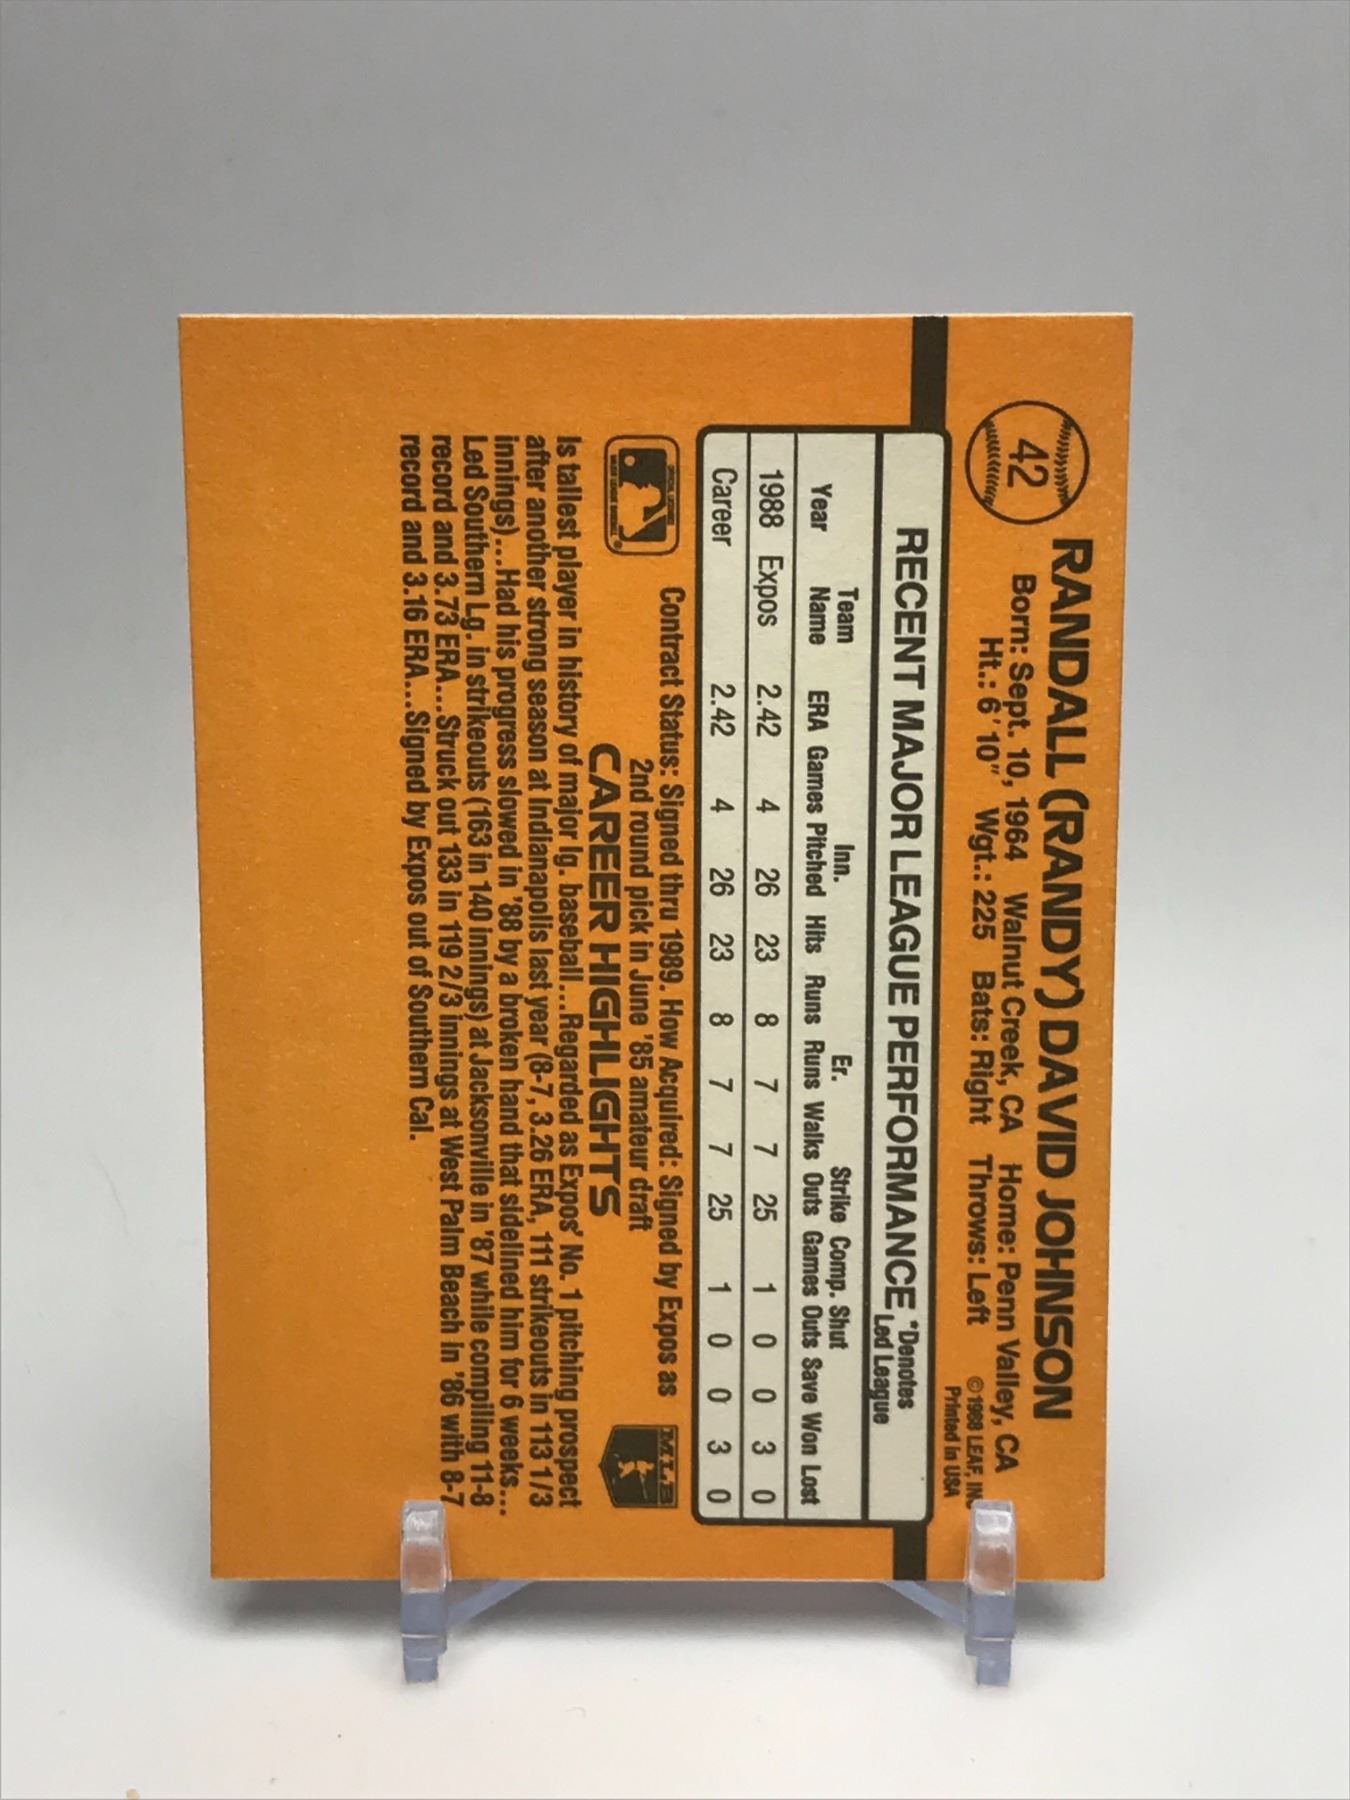 42
RANDALL (RANDY) DAVID JOHNSON
Born: Sept. 10, 1964 Walnut Creek, CA Home: Penn Valley, CA
Ht.: 6'10" Wgt.: 225 Bats: Right Throws: Left
© 1988 LEAF, INC
Printed in USA
RECENT MAJOR LEAGUE PERFORMANCE *Denotes
Led League
Team Inn. Er. Strike Comp. Shut
Year Name ERA Games Pitched Hits Runs Runs Walks Outs Games Outs Save Won Lost
1988 Expos 2.42 4 26 23 8 7 7 25 1 0 0 3 0
Career 2.42 4 26 23 8 7 7 25 1 0 0 3 0
Contract Status: Signed thru 1989. How Acquired: Signed by Expos as
2nd round pick in June '85 amateur draft
MLB
CAREER HIGHLIGHTS
Is tallest player in history of major lg. baseball...Regarded as Expos' No. 1 pitching prospect
after another strong season at Indianapolis last year (8-7, 3.26 ERA, 111 strikeouts in 113 1/3
innings)...Had his progress slowed in '88 by a broken hand that sidelined him for 6 weeks...
Led Southern Lg. in strikeouts (163 in 140 innings) at Jacksonville in '87 while compiling 11-8
record and 3.73 ERA...Struck out 133 in 119 2/3 innings at West Palm Beach in '86 with 8-7
record and 3.16 ERA...Signed by Expos out of Southern Cal.